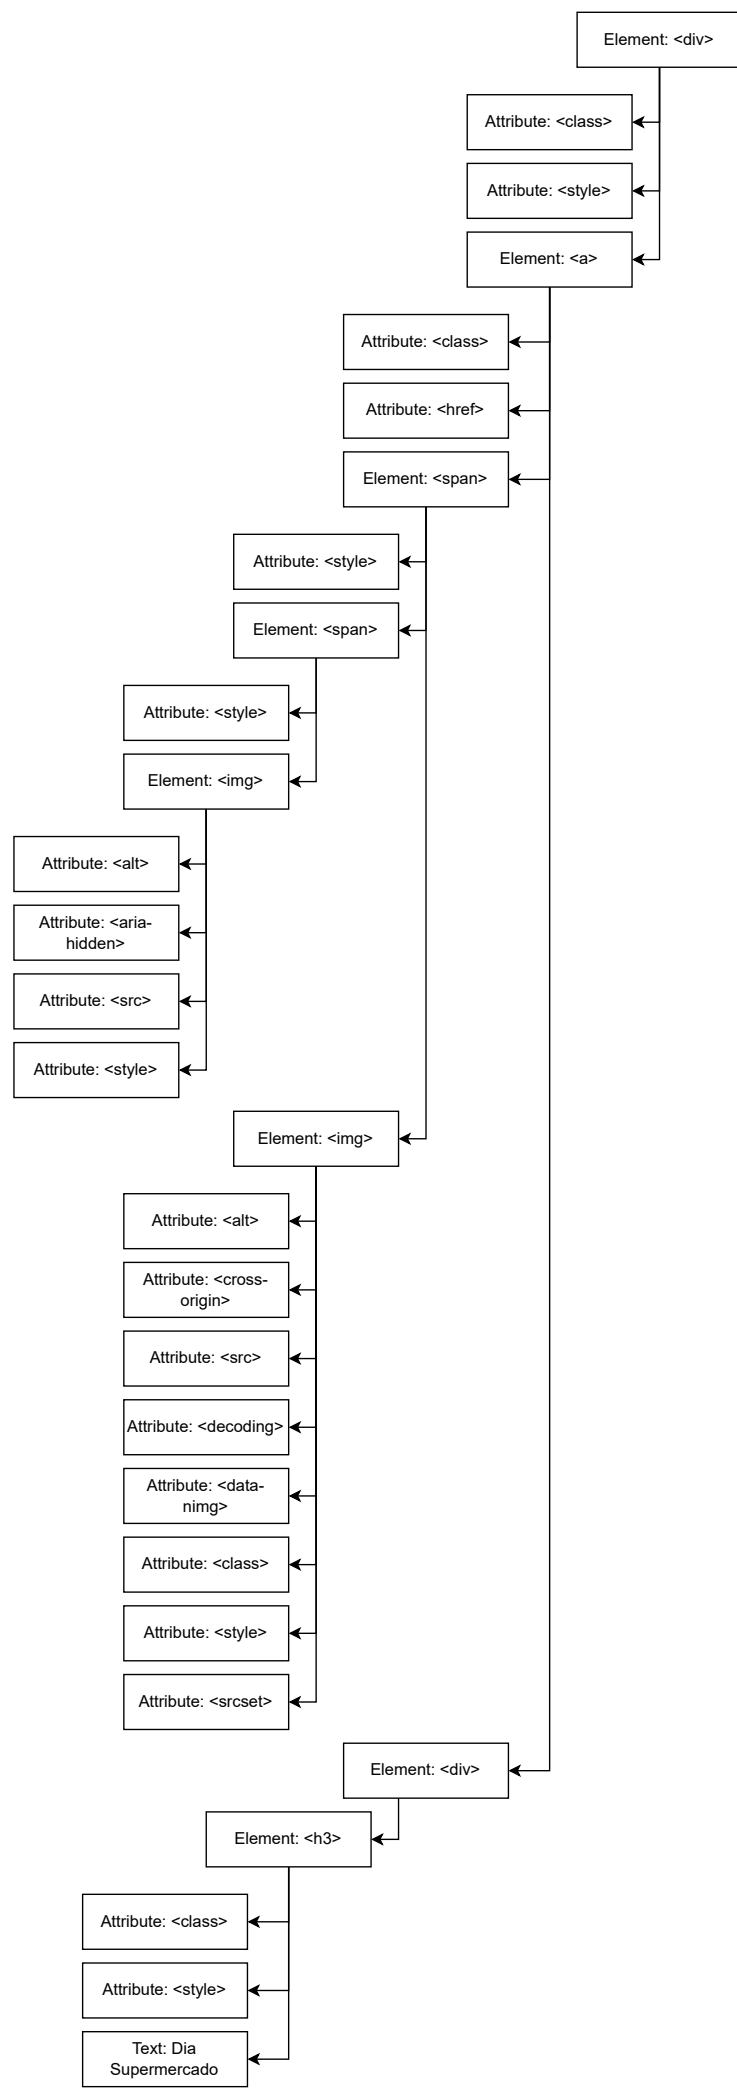 Element: <div>
Attribute: <class>
Attribute: <style>
Element: <a>
Attribute: <class>
Attribute: <href>
Element: <span>
Attribute: <style>
Element: <span>
Attribute: <style>
Element: <img>
Attribute: <alt>
Attribute: <aria-
hidden>
Attribute: <src>
Attribute: <style>
Element: <img>
Attribute: <alt>
Attribute: <cross-
origin>
Attribute: <src>
Attribute: <decoding>
Attribute: <data-
nimg>
Attribute: <class>
Attribute: <style>
Attribute: <srcset>
Element: <div>
Element: <h3>
Attribute: <class>
Attribute: <style>
Text: Dia
Supermercado